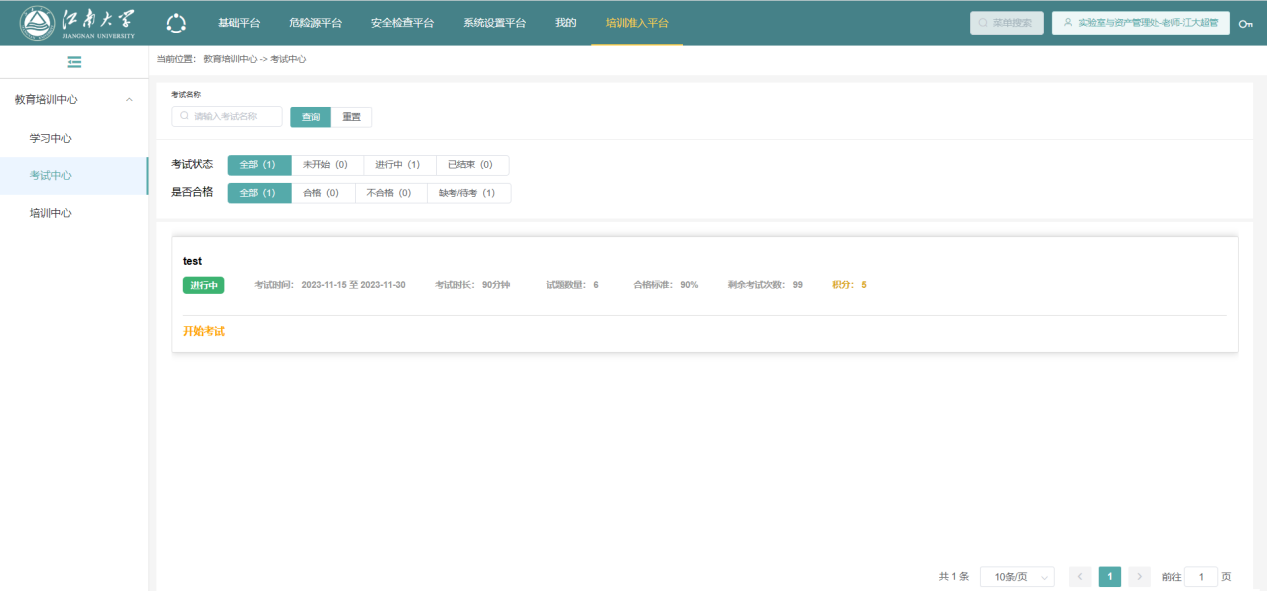 江南大学
JIANGNAN UNIVERSITY
基础平台 危险源平台 安全检查平台 系统设置平台 我的 培训准入平台
菜单搜索
实验室与资产管理处-老师-江大超管
当前位置： 教育培训中心 -> 考试中心
教育培训中心
学习中心
考试中心
培训中心
考试名称
请输入考试名称 查询 重置
考试状态 全部（1） 未开始（0） 进行中（1） 已结束（0）
是否合格 全部（1） 合格（0） 不合格（0） 缺考/待考（1）
test
进行中 考试时间： 2023-11-15 至 2023-11-30 考试时长： 90分钟 试题数量： 6 合格标准： 90% 剩余考试次数： 99 积分： 5
开始考试
共 1 条 10条/页 1 前往 1 页